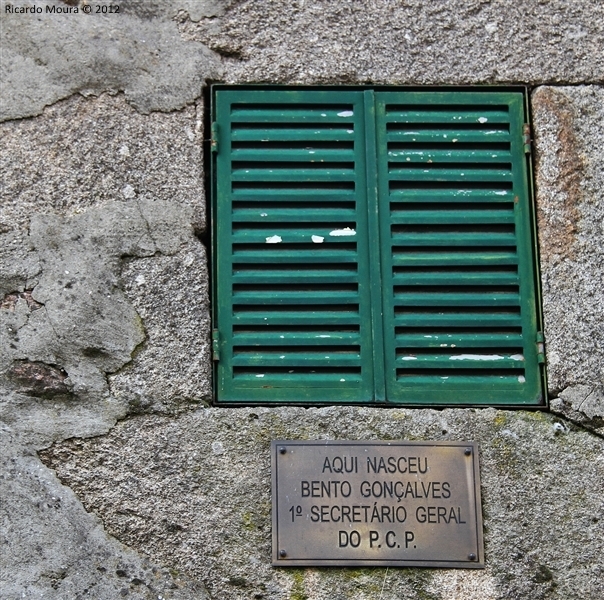 Ricardo Moura © 2012
AQUI NASCEU
BENTO GONÇALVES
1º SECRETÁRIO GERAL
DO P.C.P.